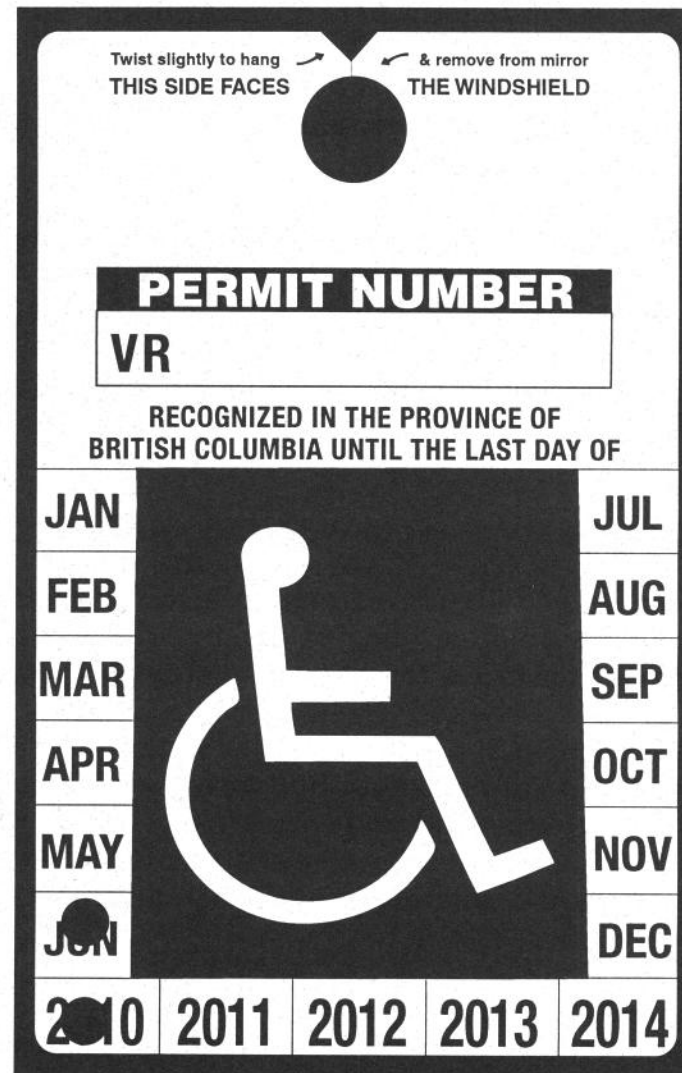 Twist slightly to hang & remove from mirror
THIS SIDE FACES THE WINDSHIELD
PERMIT NUMBER
VR
RECOGNIZED IN THE PROVINCE OF
BRITISH COLUMBIA UNTIL THE LAST DAY OF
JAN JUL
FEB AUG
MAR SEP
APR OCT
MAY NOV
JUN DEC
2010 2011 2012 2013 2014